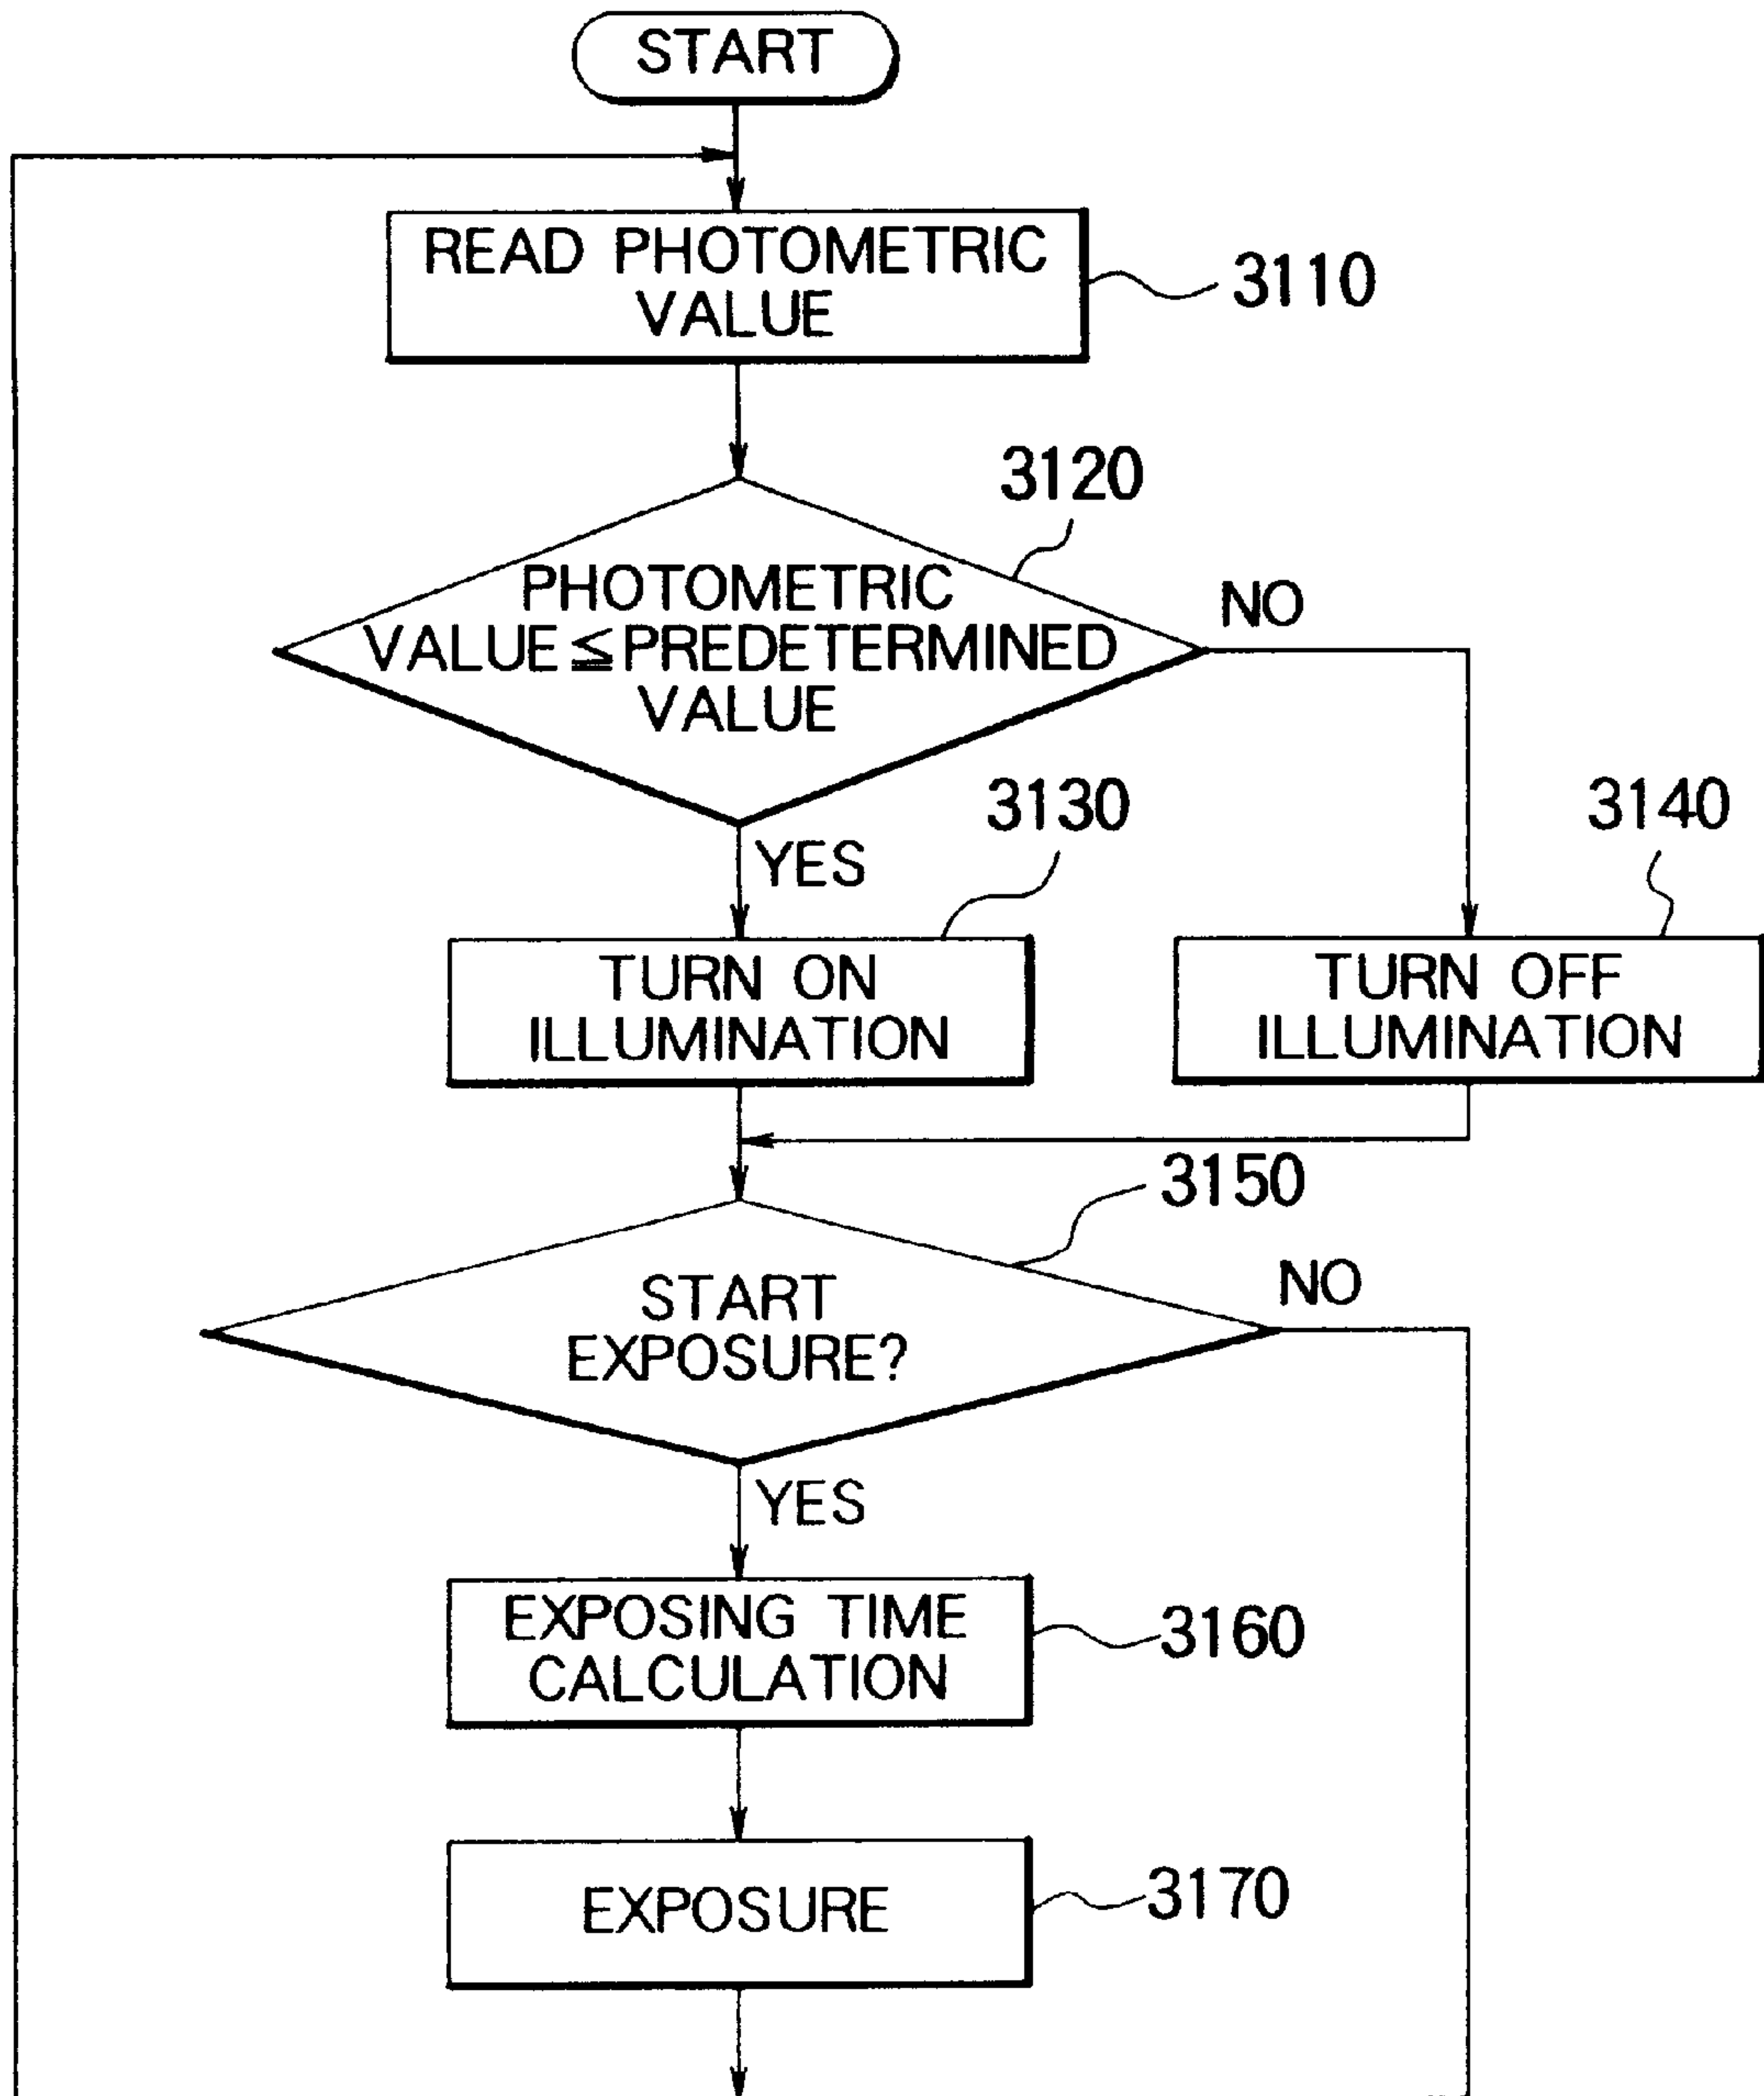 START
READ PHOTOMETRIC
VALUE
3110
3120
PHOTOMETRIC
VALUE≦PREDETERMINED
VALUE
NO
YES
3130
3140
TURN ON
ILLUMINATION
TURN OFF
ILLUMINATION
3150
START
EXPOSURE?
NO
YES
EXPOSING TIME
CALCULATION
3160
EXPOSURE
3170